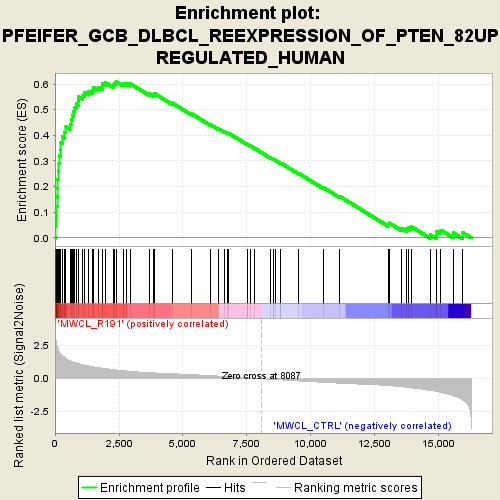 Enrichment plot:
PFEIFER_GCB_DLBCL_REEXPRESSION_OF_PTEN_82UP
REGULATED_HUMAN
Enrichment score (ES)
0.6
0.5
0.4
0.3
0.2
0.1
0.0
'MWCL_R191' (positively correlated)
Ranked list metric (Signal2Noise)
2.5
0.0
-2.5
Zero cross at 8087
'MWCL_CTRL' (negatively correlated)
0
2,500
5,000
7,500
10,000
12,500
15,000
Rank in Ordered Dataset
Enrichment profile
Hits
Ranking metric scores